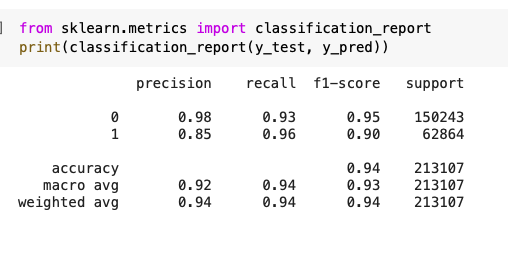 from sklearn.metrics import classification_report
print(classification_report(y_test, y_pred))
precision recall f1-score support
0 0.98 0.93 0.95 150243
1 0.85 0.96 0.90 62864
accuracy 0.94 213107
macro avg 0.92 0.94 0.93 213107
weighted avg 0.94 0.94 0.94 213107